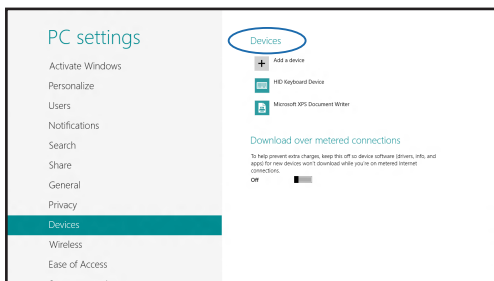 PC settings
Activate Windows
Personalize
Users
Notifications
Search
Share
General
Privacy
Devices
Wireless
Ease of Access
Devices
Add a device
HID Keyboard Device
Microsoft XPS Document Writer
Download over metered connections
To help prevent extra charges, keep this off so device software (drivers, info, and
apps) for new devices won't download while you're on metered Internet
connections.
Off